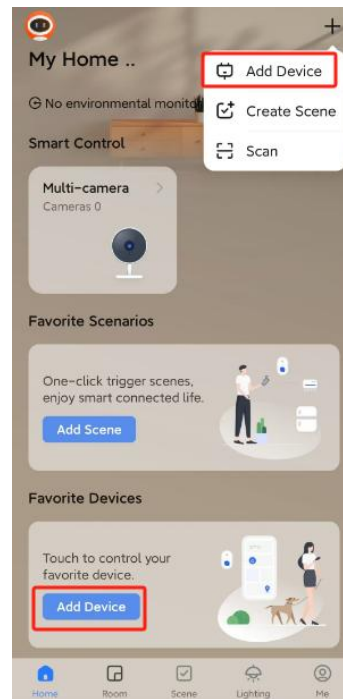 My Home ..
Add Device
No environmental monito
Create Scene
Smart Control
Scan
Multi-camera
Cameras 0
Favorite Scenarios
One-click trigger scenes,
enjoy smart connected life.
Add Scene
Favorite Devices
Touch to control your
favorite device.
Add Device
Home
Room
Scene
Lighting
Me